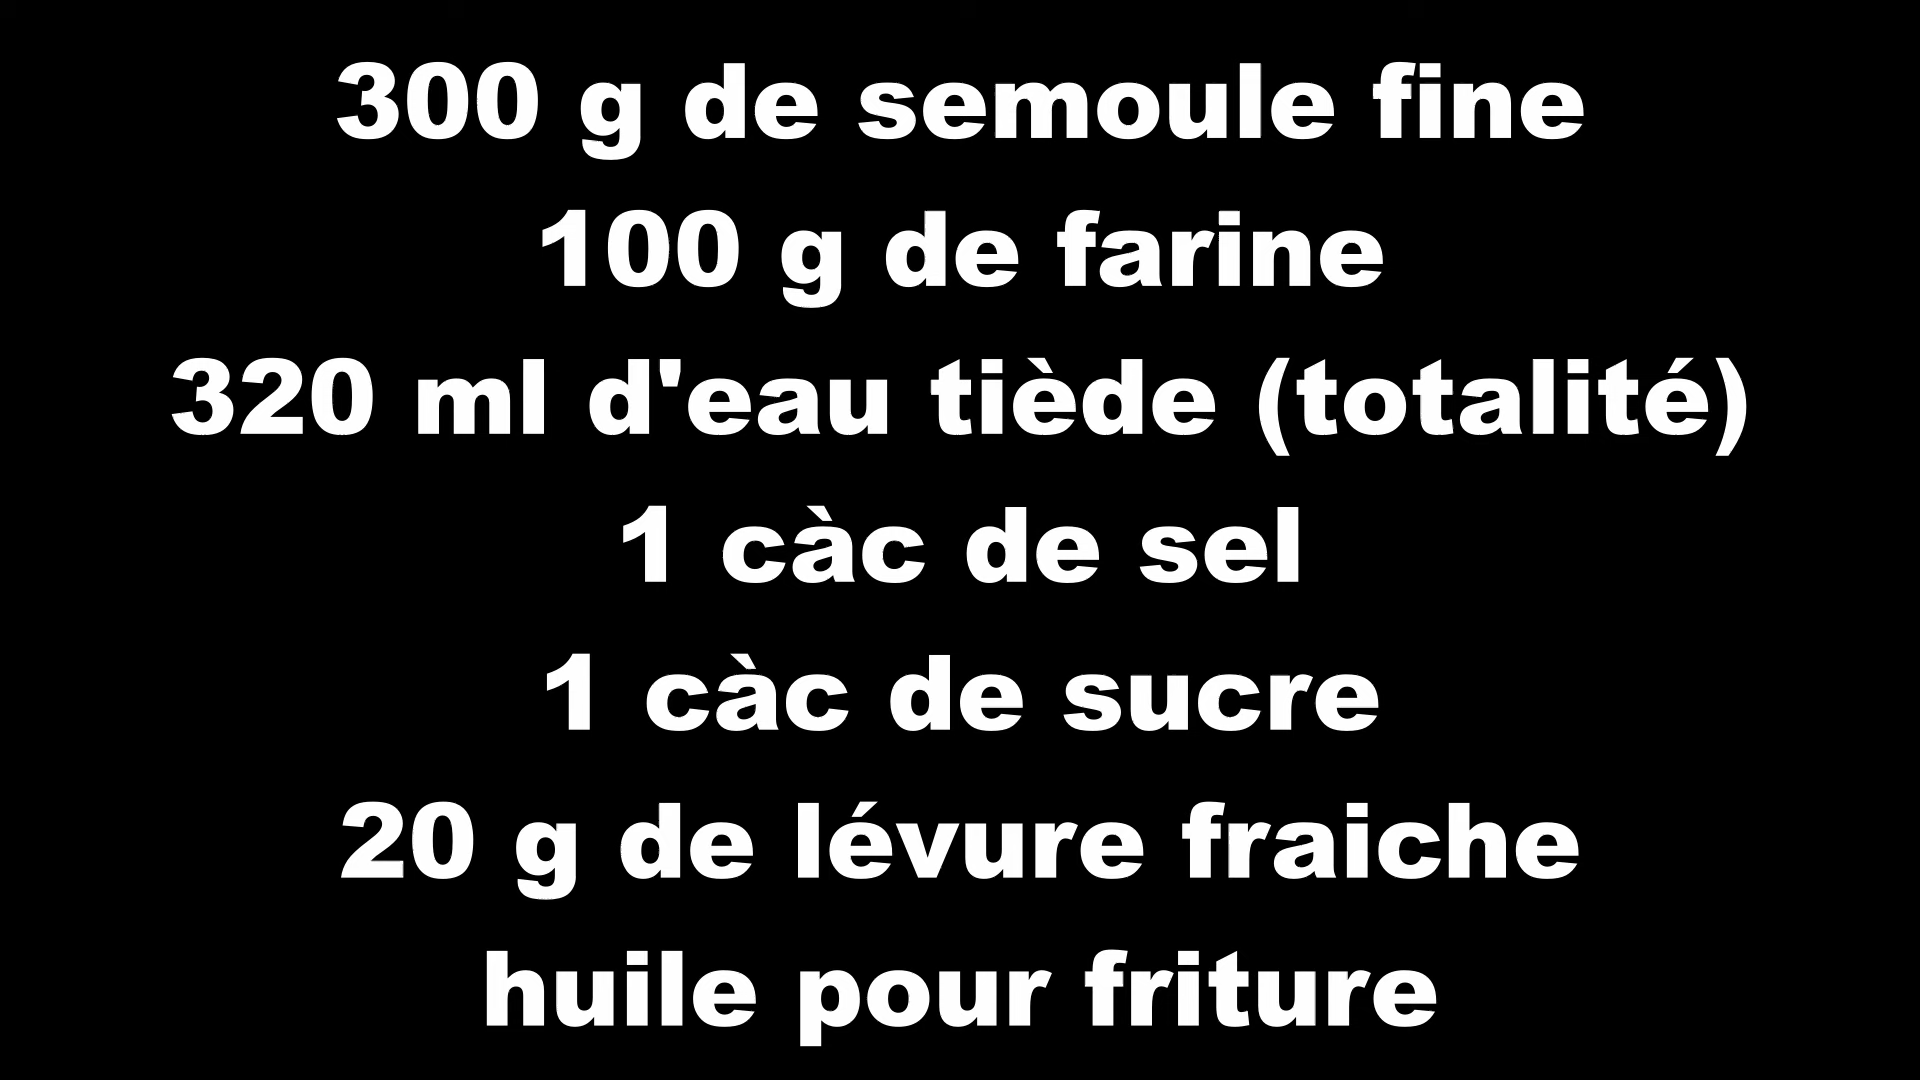 300 g de semoule fine
100 g de farine
320 ml d'eau tiède (totalité)
1 càc de sel
1 càc de sucre
20 g de lévure fraiche
huile pour friture